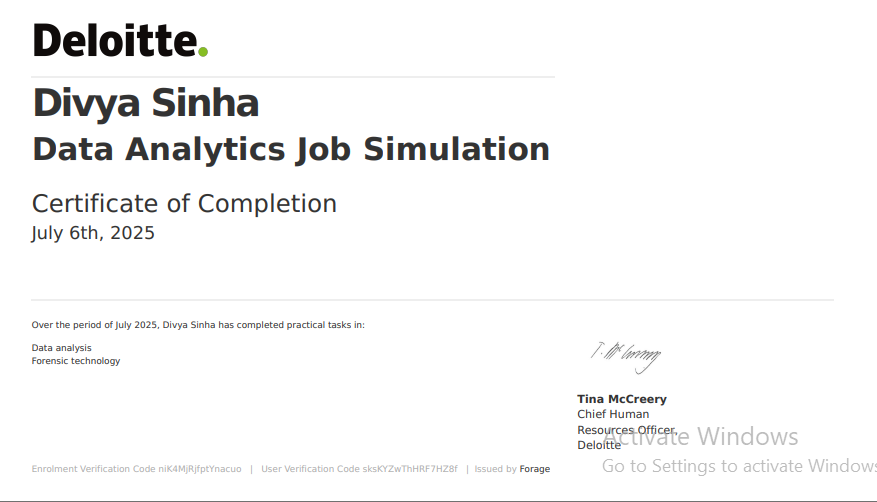 Deloitte.
Divya Sinha
Data Analytics Job Simulation
Certificate of Completion
July 6th, 2025
Over the period of July 2025, Divya Sinha has completed practical tasks in:
Data analysis
Forensic technology
T. McCreery
Tina McCreery
Chief Human
Resources Officer,
Deloitte
Activate Windows
Go to Settings to activate Windows
Enrolment Verification Code niK4MjRjfptYnacuo | User Verification Code sksKYZwThHRF7HZ8f | Issued by Forage